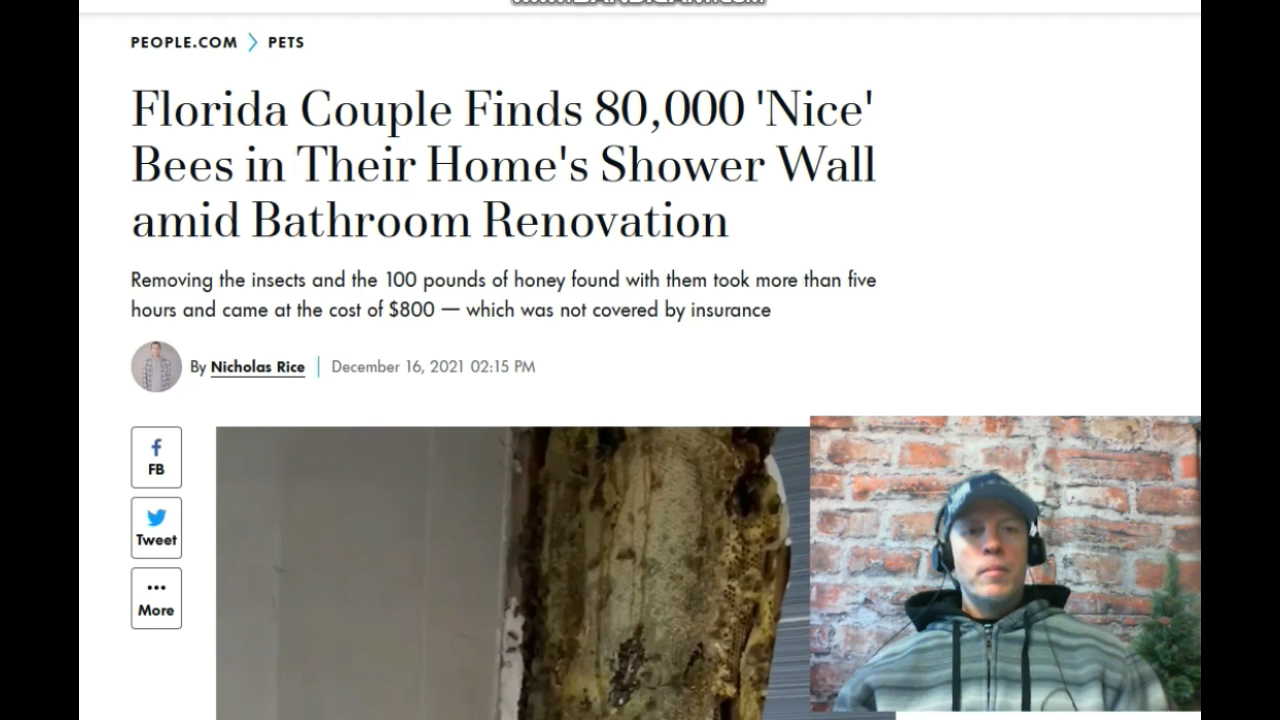 www.BANDICAM.com
PEOPLE.COM > PETS
Florida Couple Finds 80,000 'Nice'
Bees in Their Home's Shower Wall
amid Bathroom Renovation
Removing the insects and the 100 pounds of honey found with them took more than five
hours and came at the cost of $800 — which was not covered by insurance
By Nicholas Rice | December 16, 2021 02:15 PM
FB
Tweet
More